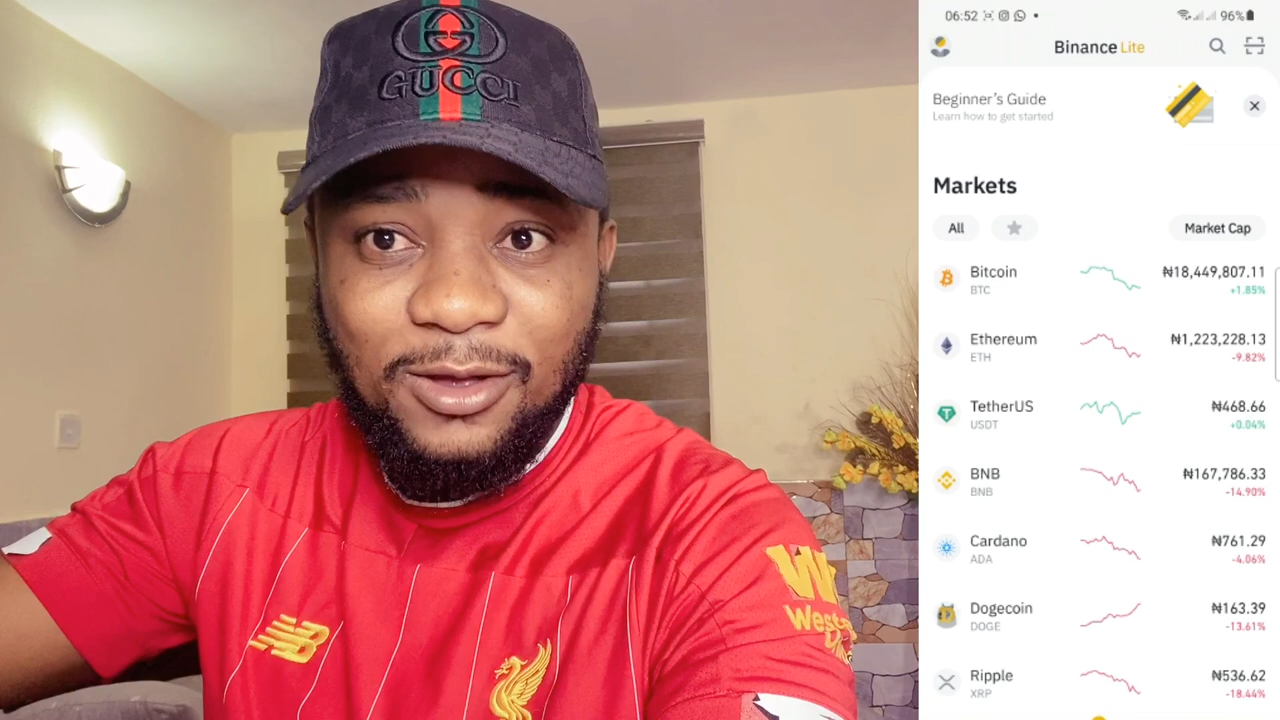 GUCCI
West
06:52
96%
Binance Lite
Beginner's Guide
Learn how to get started
Markets
All
Market Cap
Bitcoin
₦18,449,807.11
BTC
+1.85%
Ethereum
₦1,223,228.13
ETH
-9.82%
TetherUS
₦468.66
USDT
+0.04%
BNB
₦167,786.33
BNB
-14.90%
Cardano
₦761.29
ADA
-4.06%
Dogecoin
₦163.39
DOGE
-13.61%
Ripple
₦536.62
XRP
-18.44%